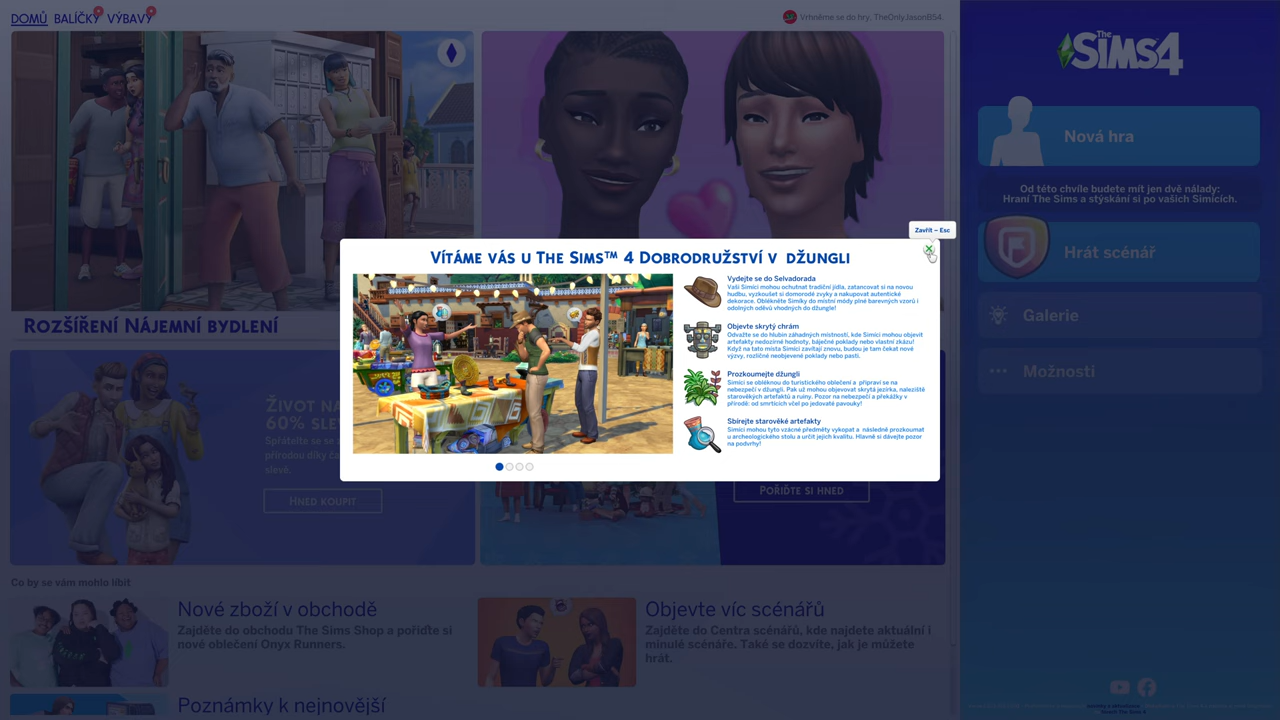 DOMŮ BALÍČKY VÝBAVY
Vrhněme se do hry, TheOnlyJasonBS4.
The SIMS 4
Nová hra
Od této chvíle budete mít jen dvě nálady:
Hraní The Sims a stýskání si po vašich Simících.
Hrát scénář
Galerie
Možnosti
Rozšíření Nájemní bydlení
Zavřít – Esc
Vítáme vás u The Sims™ 4 Dobrodružství v džungli
Vydejte se do Selvadorada
Vaši Simíci mohou ochutnat tradiční jídla, zatancovat si na novou
hudbu, vyzkoušet si domorodé zvyky a nakupovat autentické
dekorace. Oblékněte Simíky do místní módy plné barevných vzorů i
odolných oděvů vhodných do džungle!
Objevte skrytý chrám
Odvažte se do hlubin záhadných místností, kde Simíci mohou objevit
artefakty nedozírné hodnoty, báječné poklady nebo vlastní zkázu!
Když na tato místa Simíci zavítají znovu, budou je tam čekat nové
výzvy, rozličné neobjevené poklady nebo pasti.
Prozkoumejte džungli
Simíci se obléknou do turistického oblečení a připraví se na
nebezpečí v džungli. Pak už mohou objevovat skrytá jezírka, naleziště
starověkých artefaktů a ruiny. Pozor na nebezpečí a překážky v
přírodě: od smrtících včel po jedovaté pavouky!
Sbírejte starověké artefakty
Simíci mohou tyto vzácné předměty vykopat a následně prozkoumat
u archeologického stolu a určit jejich kvalitu. Hlavně si dávejte pozor
na podvrhy!
Život na
60% slev
Spřátelte se se z
přírodou díky ča
slevě.
Hned koupit
Pořiďte si hned
Co by se vám mohlo líbit
Nové zboží v obchodě
Zajděte do obchodu The Sims Shop a pořiďte si
nové oblečení Onyx Runners.
Objevte víc scénářů
Zajděte do Centra scénářů, kde najdete aktuální i
minulé scénáře. Také se dozvíte, jak je můžete
hrát.
Poznámky k nejnovější